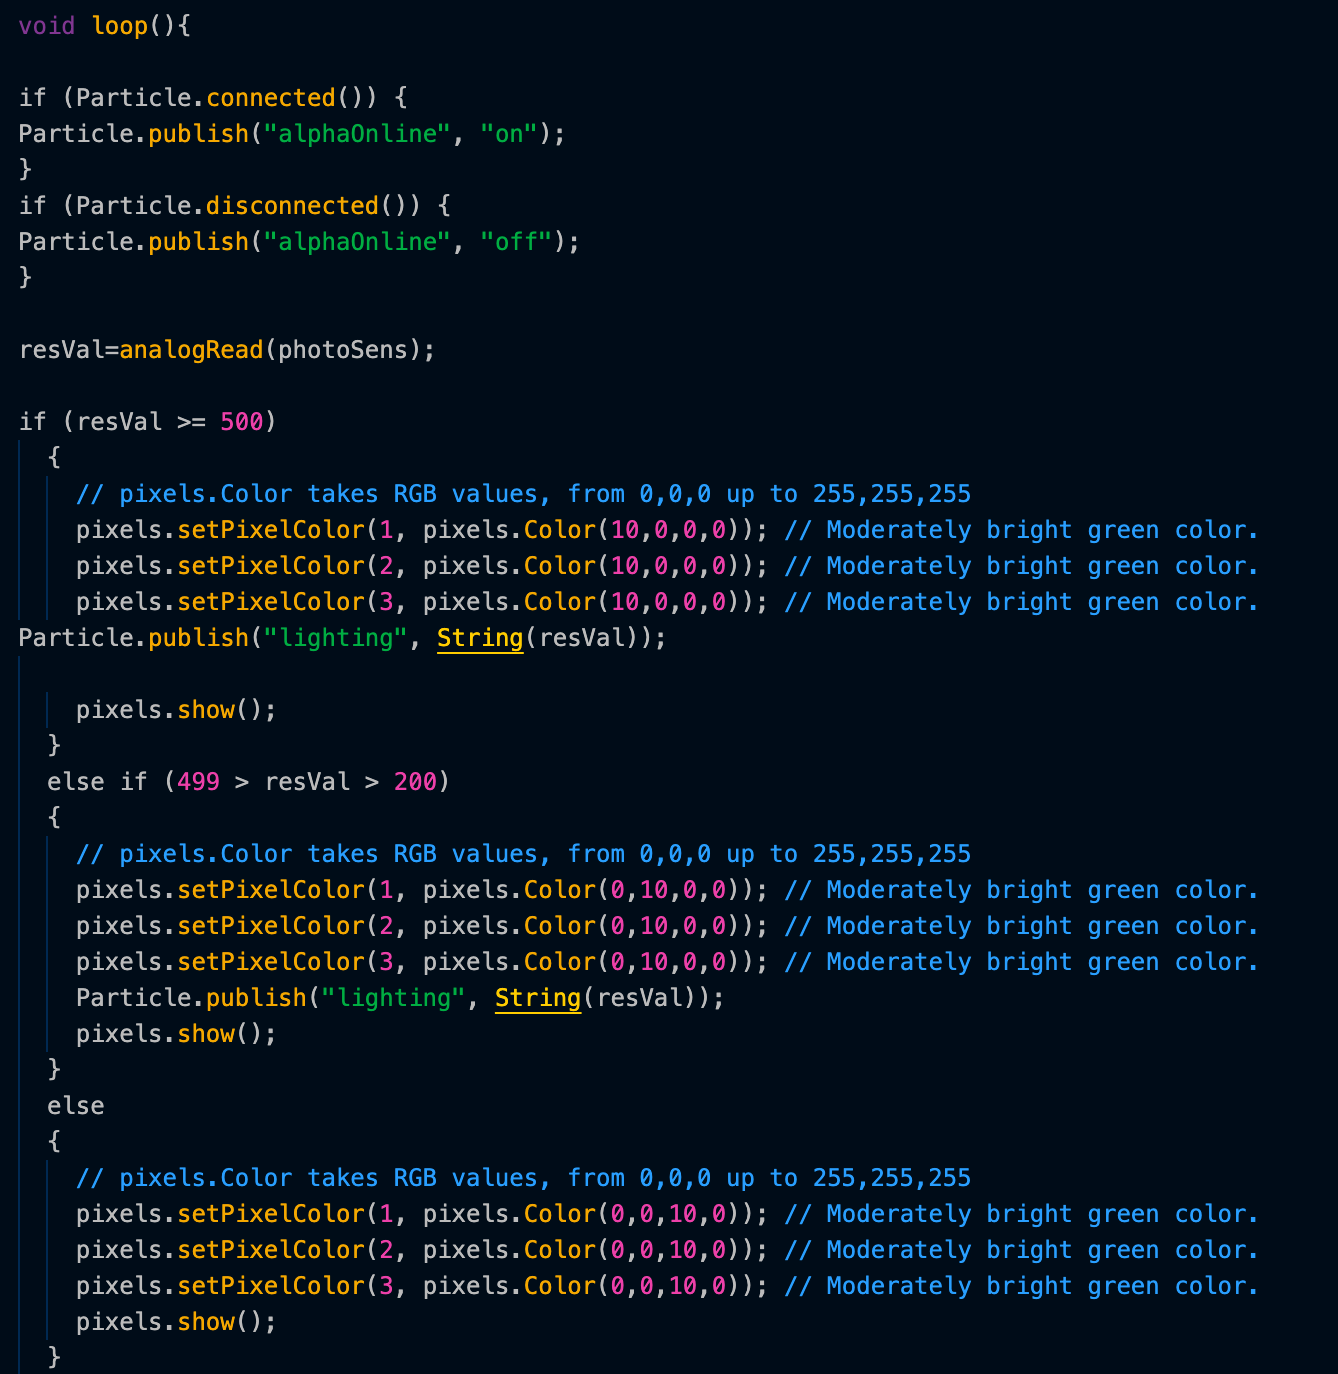 void loop(){
if (Particle.connected()) {
Particle.publish("alphaOnline", "on");
}
if (Particle.disconnected()) {
Particle.publish("alphaOnline", "off");
}
resVal=analogRead(photoSens);
if (resVal >= 500)
{
// pixels.Color takes RGB values, from 0,0,0 up to 255,255,255
pixels.setPixelColor(1, pixels.Color(10,0,0,0)); // Moderately bright green color.
pixels.setPixelColor(2, pixels.Color(10,0,0,0)); // Moderately bright green color.
pixels.setPixelColor(3, pixels.Color(10,0,0,0)); // Moderately bright green color.
Particle.publish("lighting", String(resVal));
pixels.show();
}
else if (499 > resVal > 200)
{
// pixels.Color takes RGB values, from 0,0,0 up to 255,255,255
pixels.setPixelColor(1, pixels.Color(0,10,0,0)); // Moderately bright green color.
pixels.setPixelColor(2, pixels.Color(0,10,0,0)); // Moderately bright green color.
pixels.setPixelColor(3, pixels.Color(0,10,0,0)); // Moderately bright green color.
Particle.publish("lighting", String(resVal));
pixels.show();
}
else
{
// pixels.Color takes RGB values, from 0,0,0 up to 255,255,255
pixels.setPixelColor(1, pixels.Color(0,0,10,0)); // Moderately bright green color.
pixels.setPixelColor(2, pixels.Color(0,0,10,0)); // Moderately bright green color.
pixels.setPixelColor(3, pixels.Color(0,0,10,0)); // Moderately bright green color.
pixels.show();
}